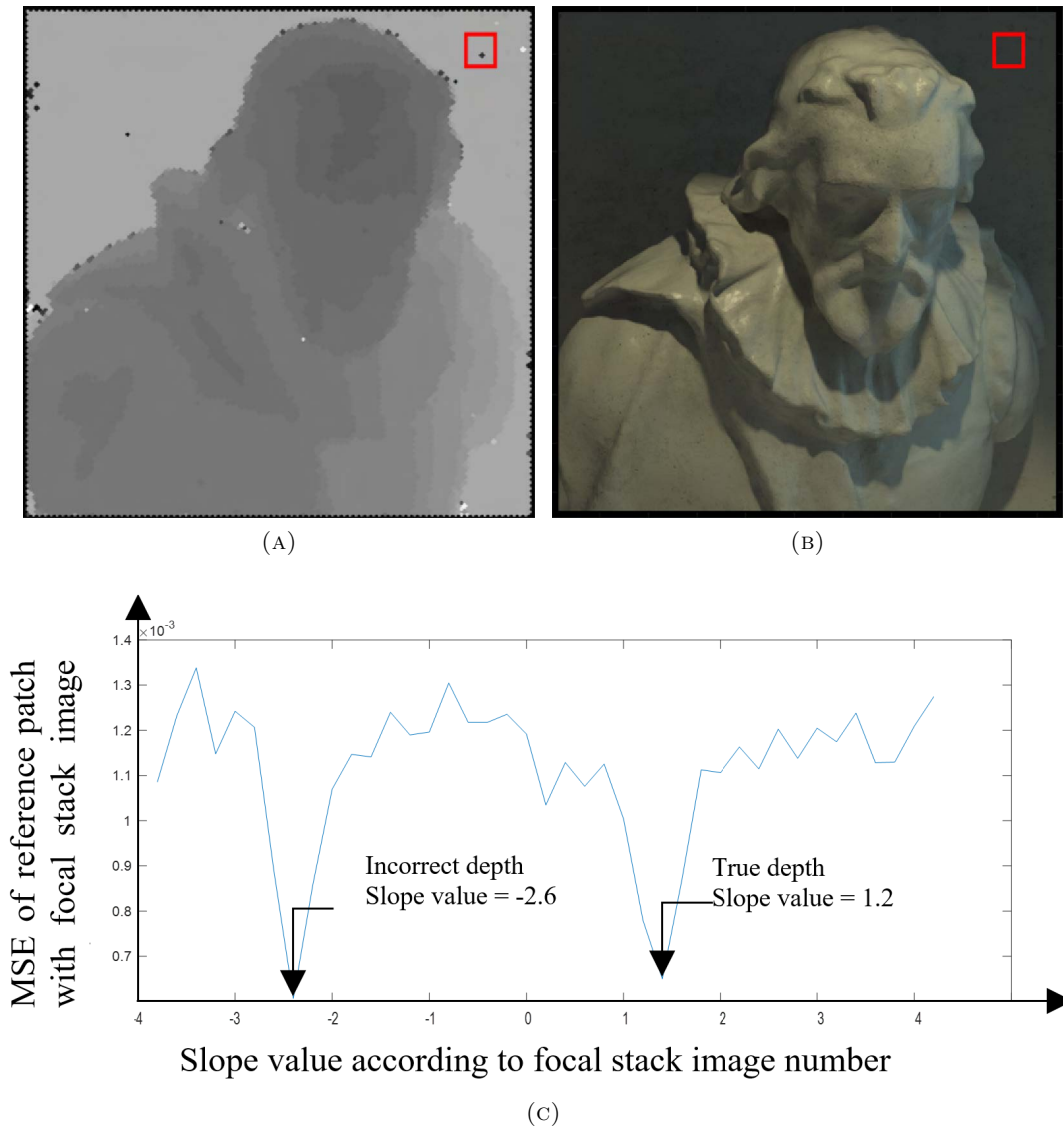 (A)
(B)
×10⁻³
1.4
1.3
1.2
1.1
1
0.9
0.8
0.7
MSE of reference patch
with focal stack image
Incorrect depth
Slope value = -2.6
True depth
Slope value = 1.2
-4 -3 -2 -1 0 1 2 3 4
Slope value according to focal stack image number
(C)